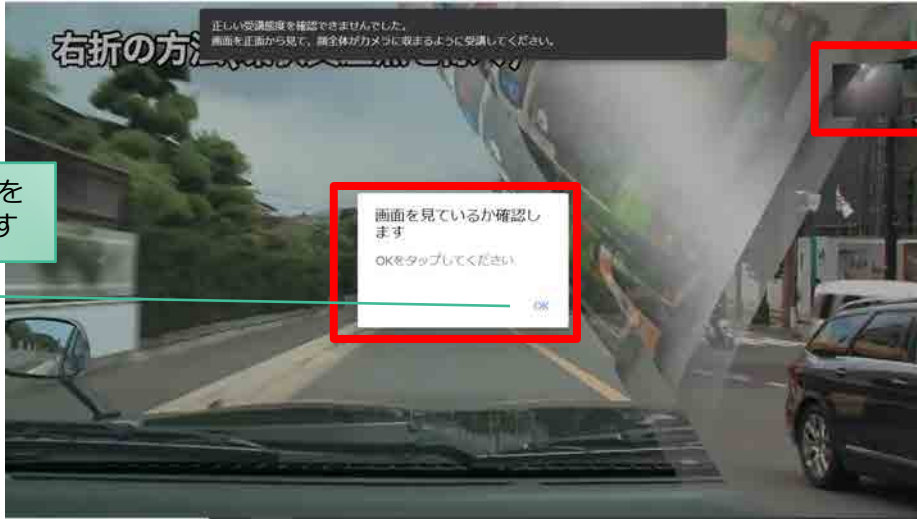 正しい受講態度を確認できませんでした。
画面を正面から見て、顔全体がカメラに収まるように受講してください。
右折の方法
を
す
画面を見ているか確認し
ます
OKをタップしてください
OK